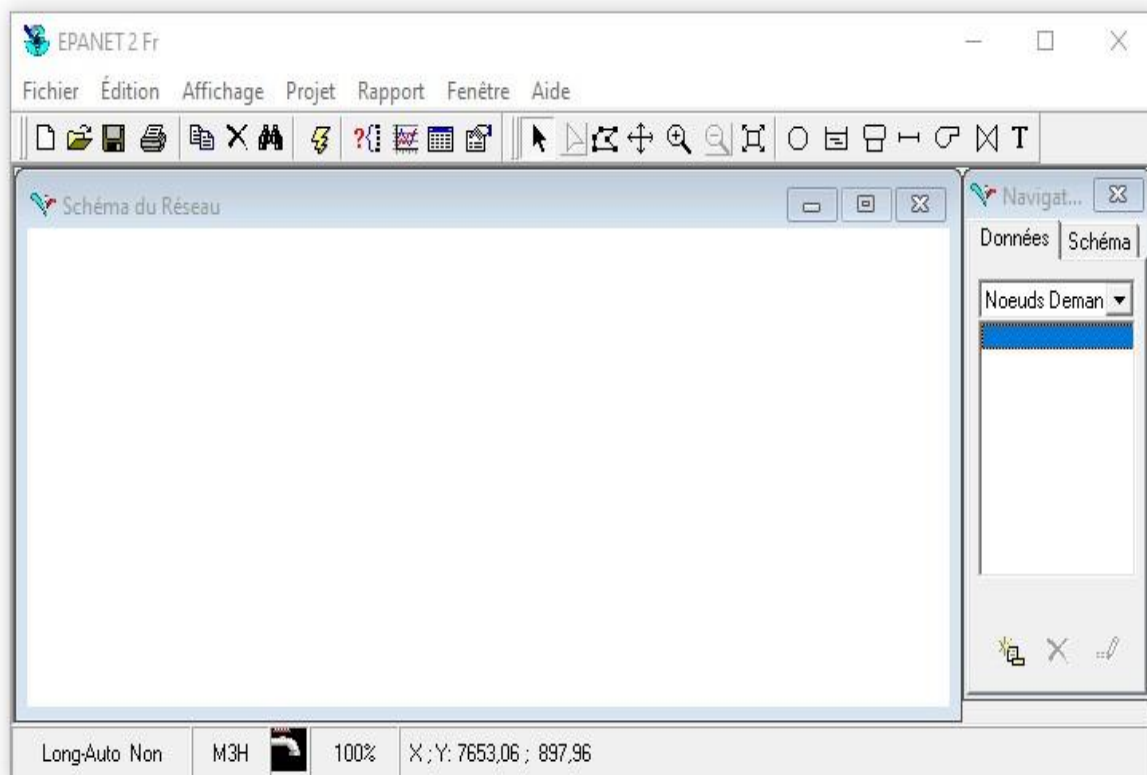 EPANET 2 Fr
Fichier Édition Affichage Projet Rapport Fenêtre Aide
T
Schéma du Réseau
Navigat...
Données Schéma
Noeuds Deman
Long-Auto Non M3H 100% X ; Y: 7653,06 ; 897,96